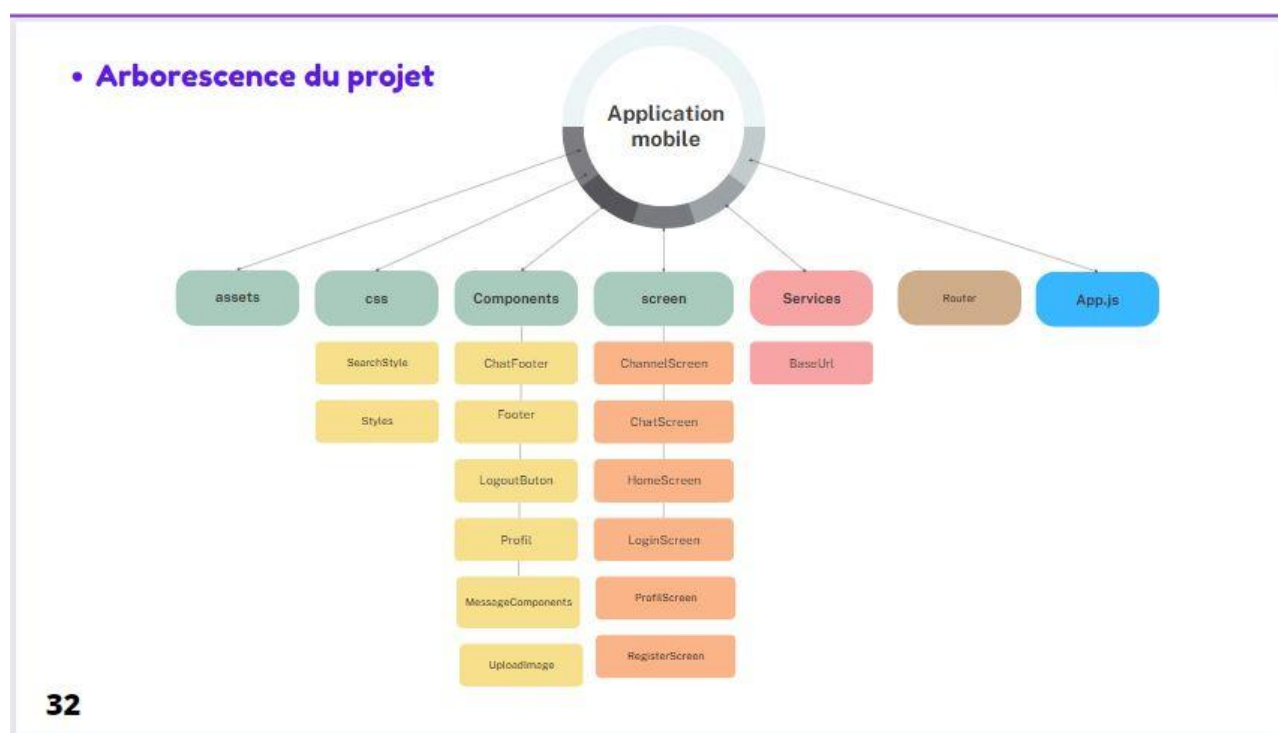 • Arborescence du projet
Application
mobile
assets
css
Components
screen
Services
Router
App.js
SearchStyle
ChatFooter
ChannelScreen
BaseUrl
Styles
Footer
ChatScreen
LogoutButon
HomeScreen
Profil
LoginScreen
MessageComponents
ProfilScreen
UploadImage
RegisterScreen
32